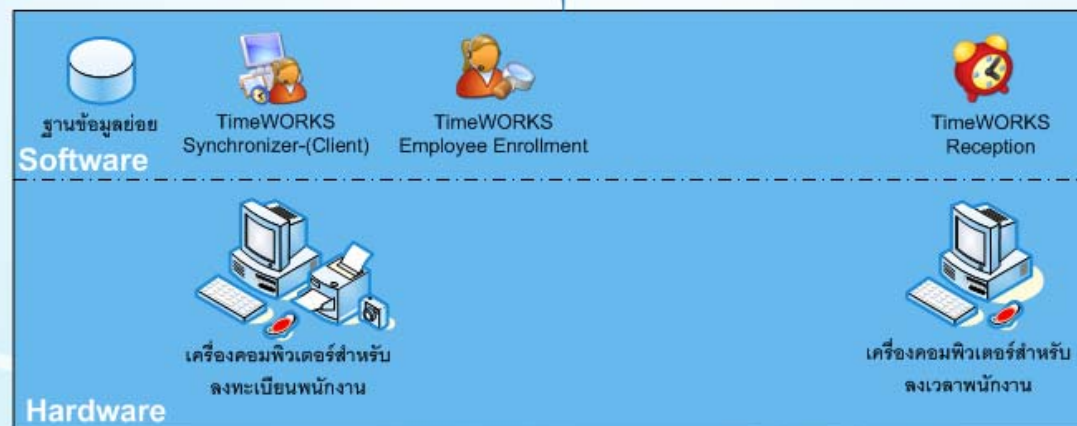 ฐานข้อมูลย่อย
TimeWORKS
Synchronizer-(Client)
TimeWORKS
Employee Enrollment
TimeWORKS
Reception
Software
เครื่องคอมพิวเตอร์สำหรับ
ลงทะเบียนพนักงาน
เครื่องคอมพิวเตอร์สำหรับ
ลงเวลาพนักงาน
Hardware